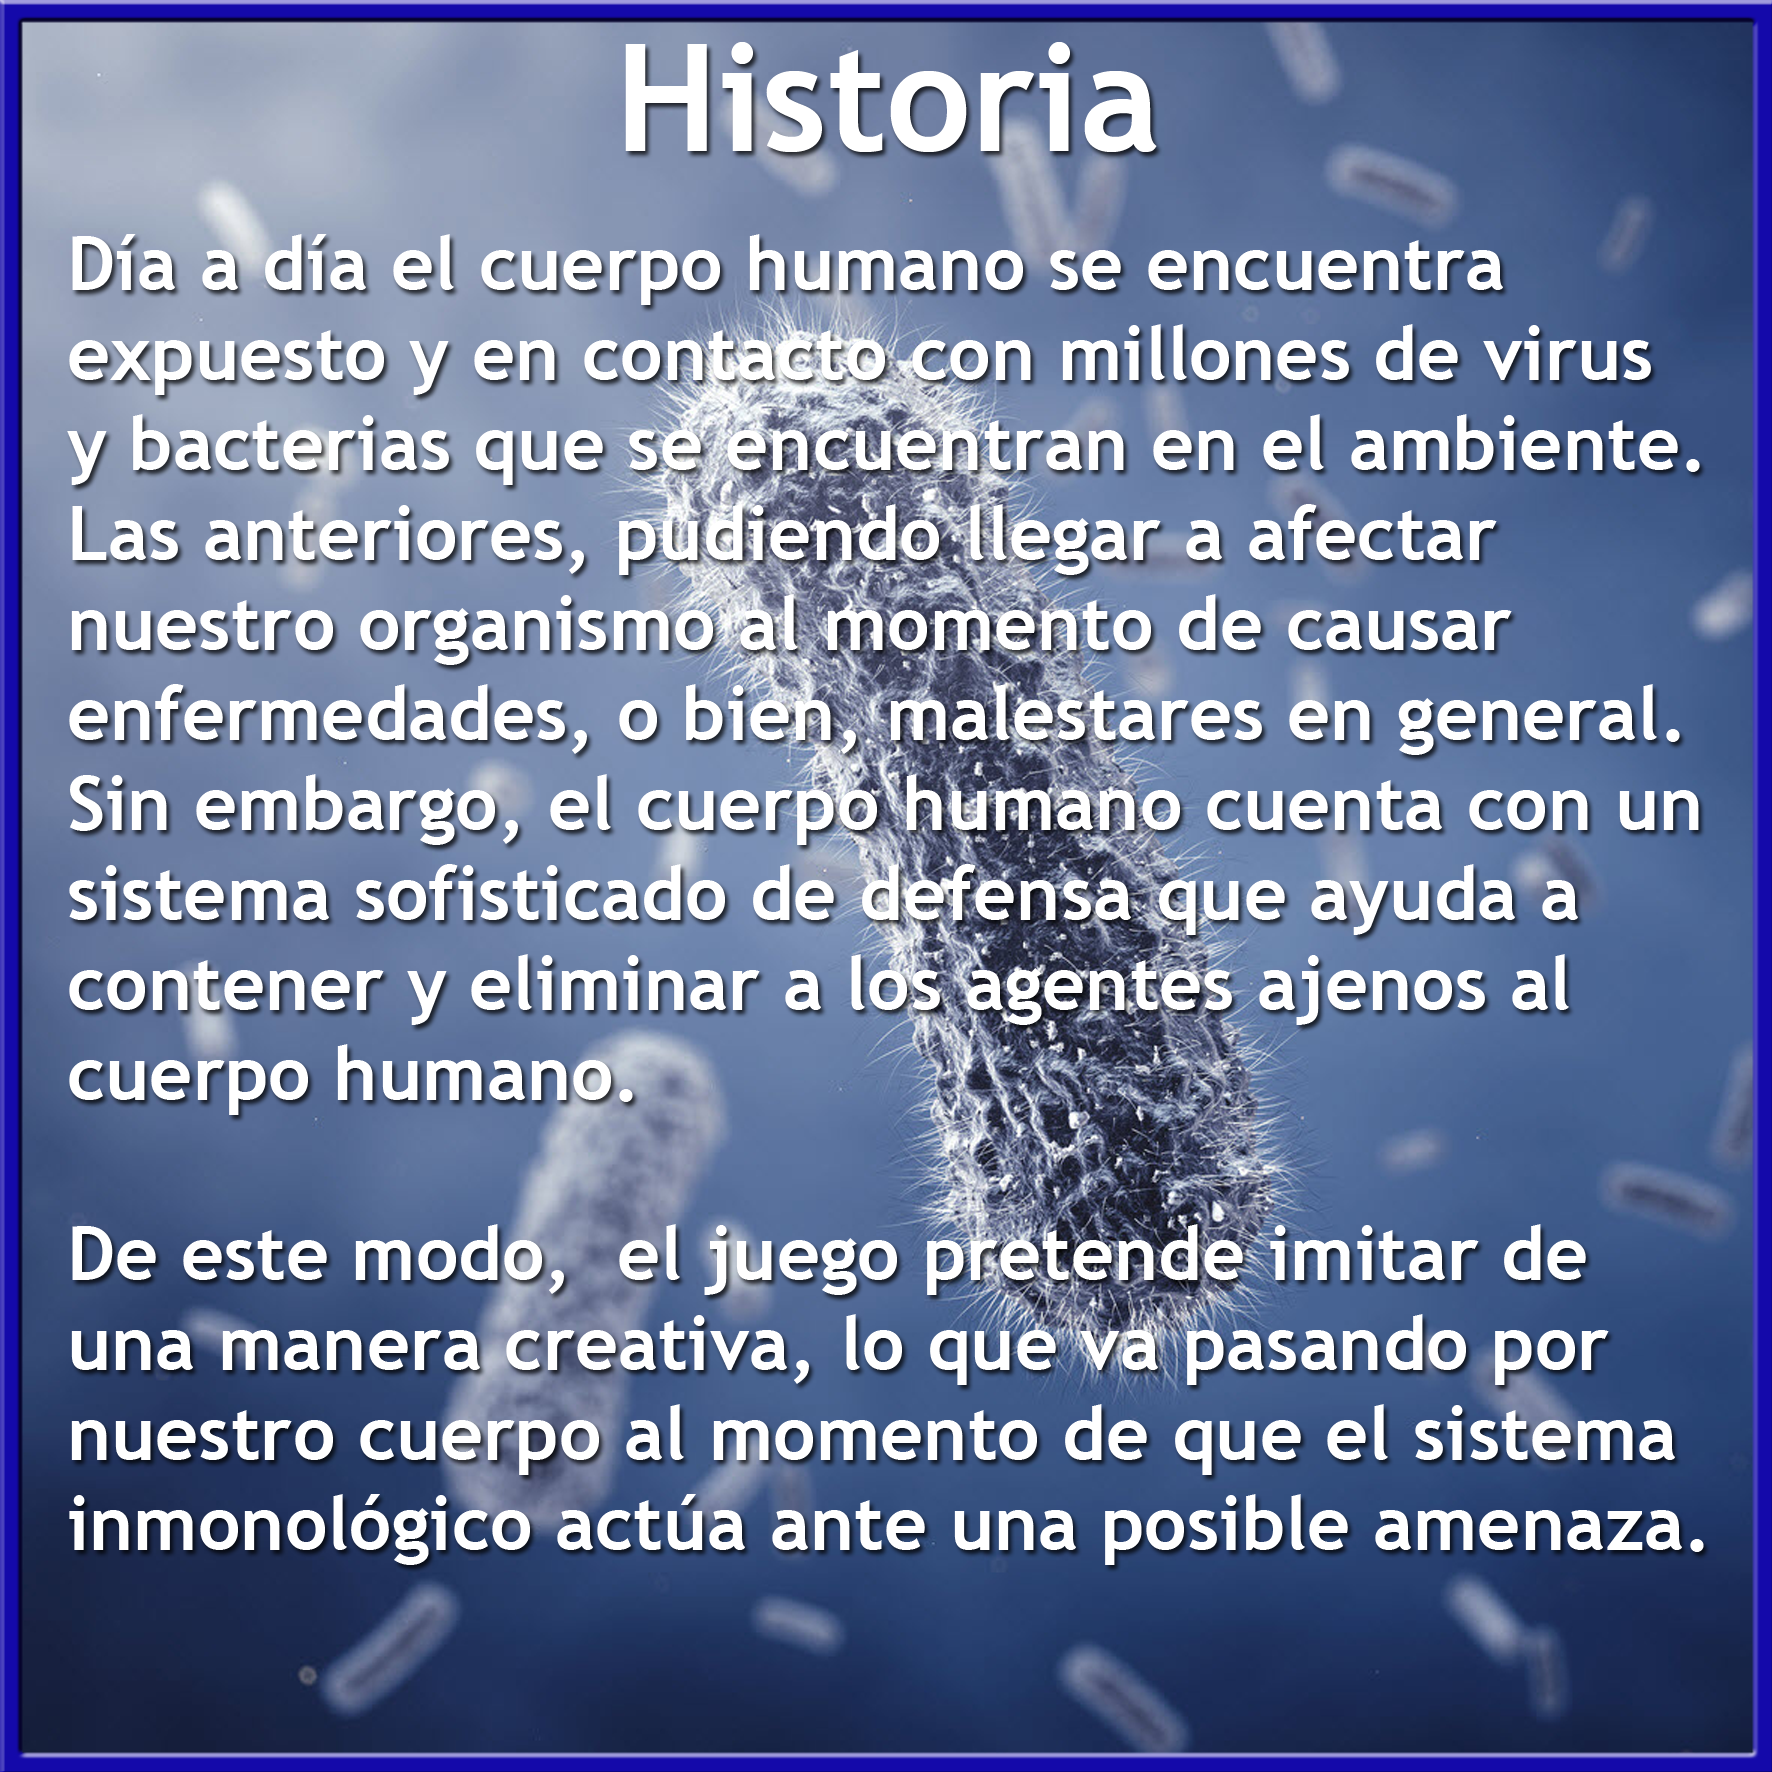 Historia
Día a día el cuerpo humano se encuentra
expuesto y en contacto con millones de virus
y bacterias que se encuentran en el ambiente.
Las anteriores, pudiendo llegar a afectar
nuestro organismo al momento de causar
enfermedades, o bien, malestares en general.
Sin embargo, el cuerpo humano cuenta con un
sistema sofisticado de defensa que ayuda a
contener y eliminar a los agentes ajenos al
cuerpo humano.
De este modo,  el juego pretende imitar de
una manera creativa, lo que va pasando por
nuestro cuerpo al momento de que el sistema
inmonológico actúa ante una posible amenaza.